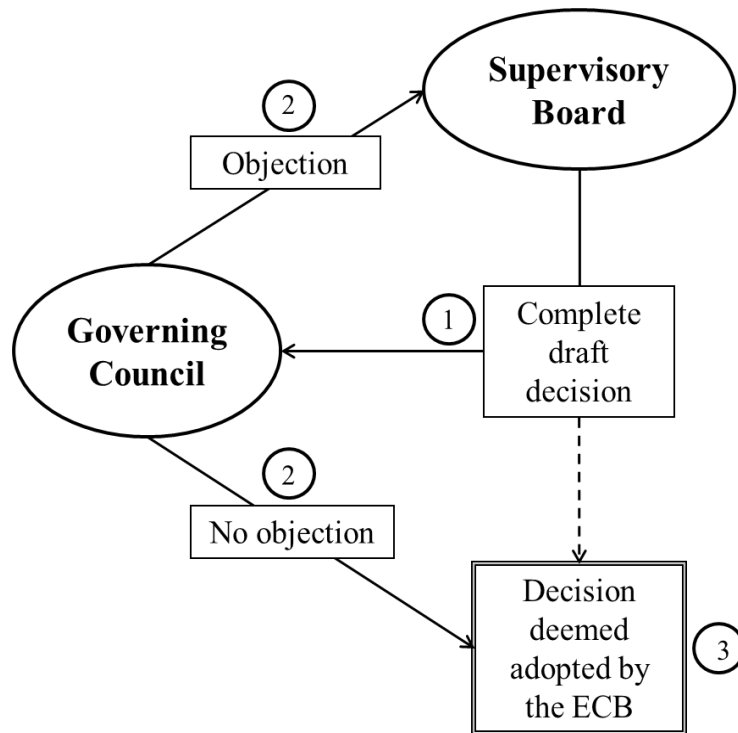 Supervisory
Board
2
Objection
1
Complete
draft
decision
Governing
Council
2
No objection
Decision
deemed
adopted by
the ECB
3